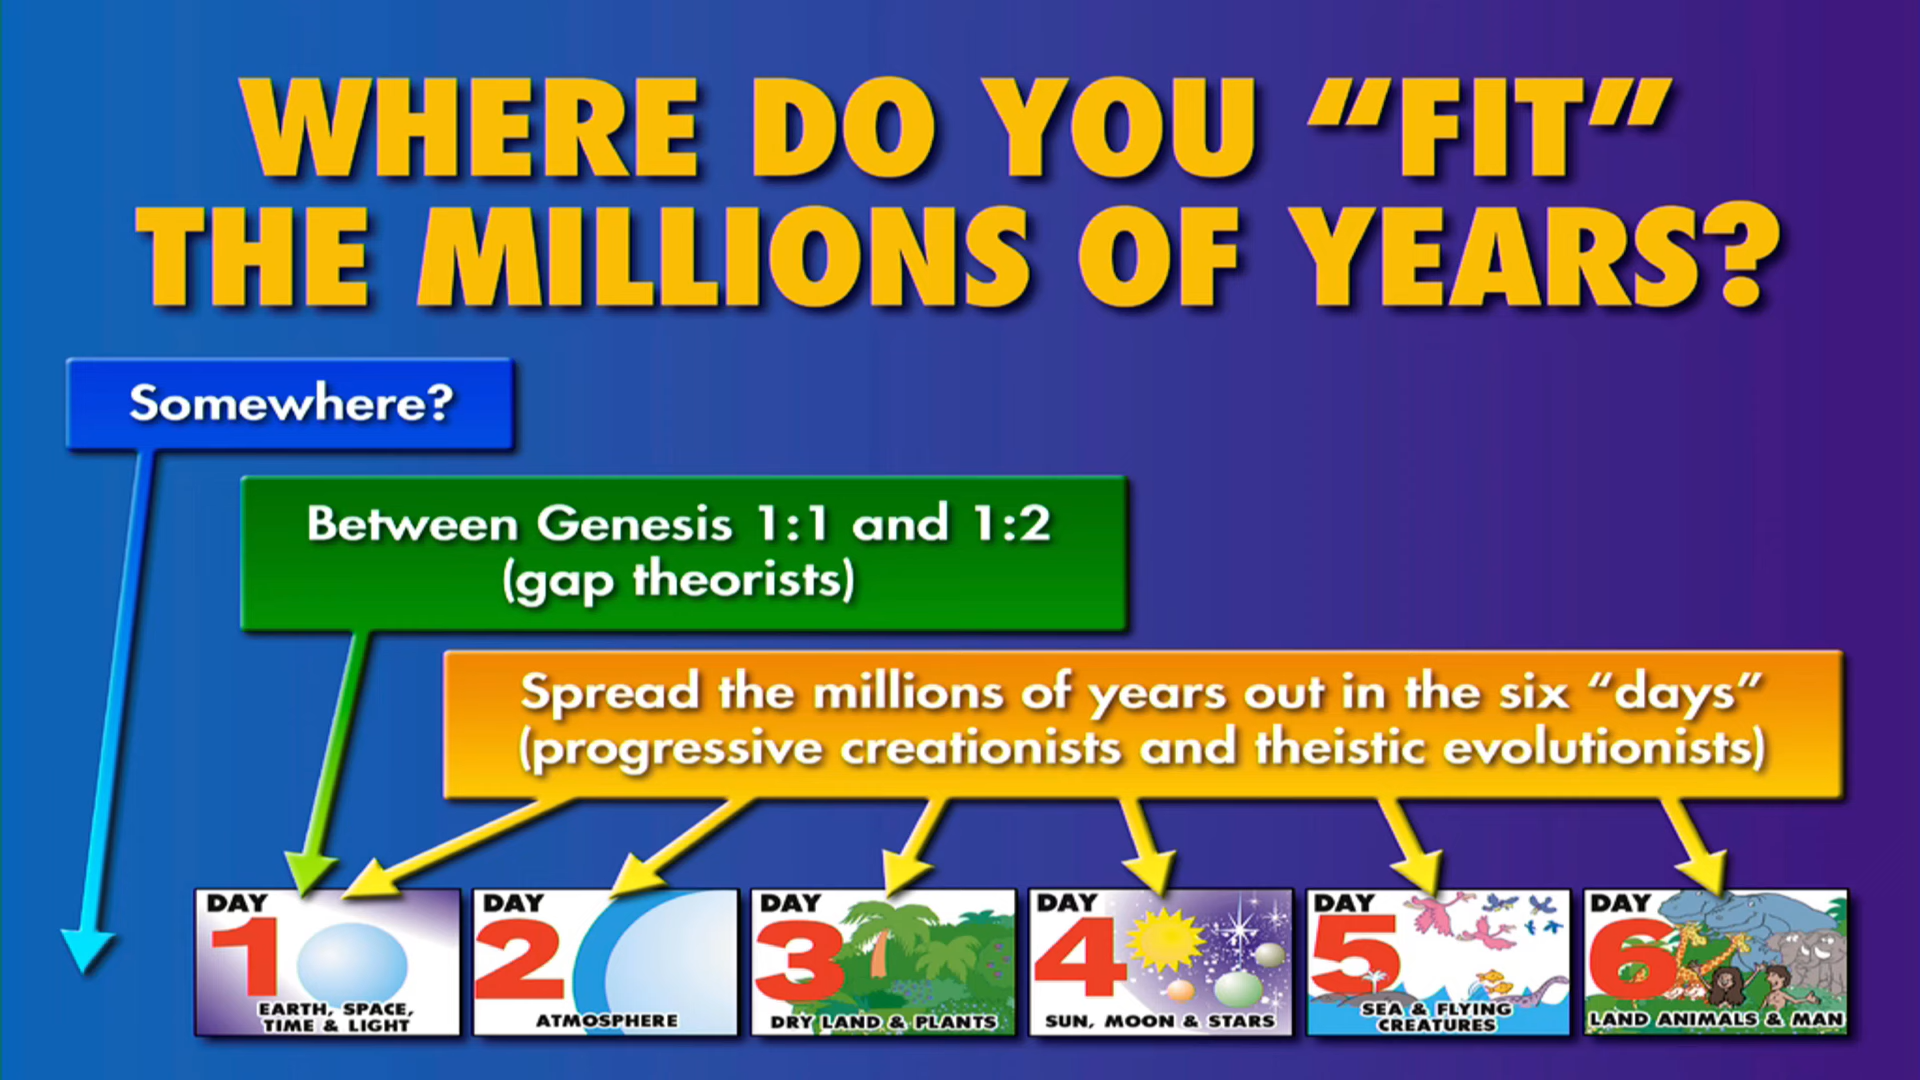 WHERE DO YOU “FIT”
THE MILLIONS OF YEARS?
Somewhere?
Between Genesis 1:1 and 1:2
(gap theorists)
Spread the millions of years out in the six “days”
(progressive creationists and theistic evolutionists)
DAY
1
EARTH, SPACE,
TIME & LIGHT
DAY
2
ATMOSPHERE
DAY
3
DRY LAND & PLANTS
DAY
4
SUN, MOON & STARS
DAY
5
SEA & FLYING
CREATURES
DAY
6
LAND ANIMALS & MAN